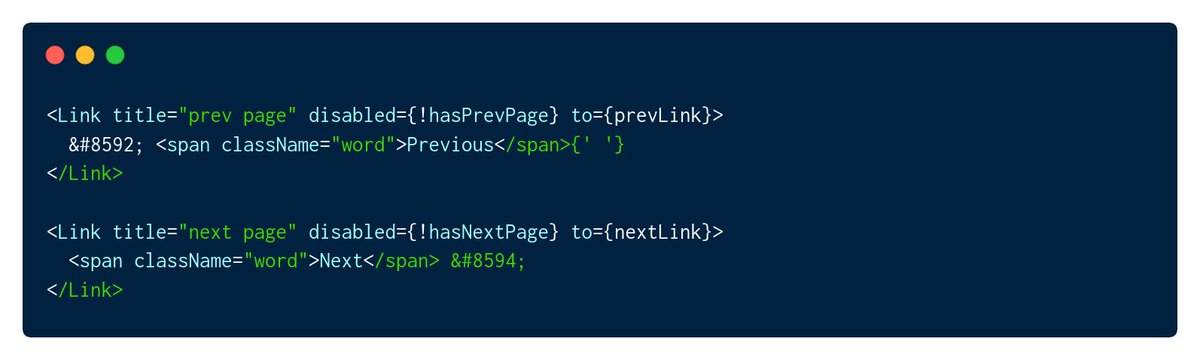 <Link title="prev page" disabled={!hasPrevPage} to={prevLink}>
&#8592; <span className="word">Previous</span>{' '}
</Link>
<Link title="next page" disabled={!hasNextPage} to={nextLink}>
<span className="word">Next</span> &#8594;
</Link>